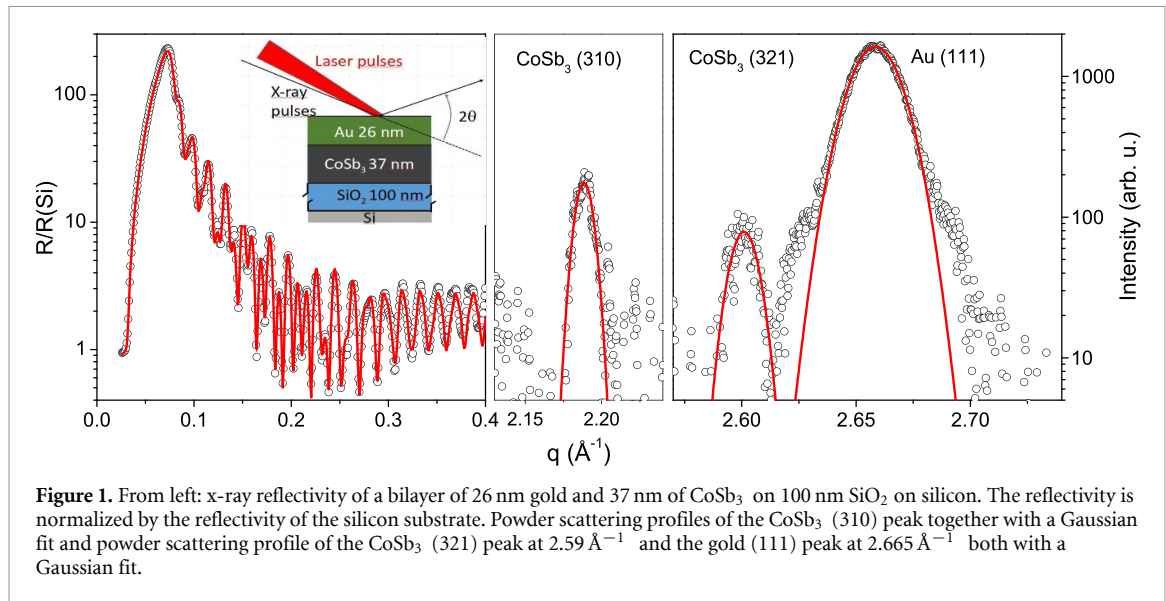 R/R(Si)
100
10
1
0.0
0.1
0.2
0.3
0.4
Laser pulses
X-ray
pulses
2θ
Au 26 nm
CoSb₃ 37 nm
SiO₂ 100 nm
Si
CoSb₃ (310)
2.15
2.20
CoSb₃ (321)
Au (111)
2.60
2.65
2.70
1000
100
10
Intensity (arb. u.)
q (Å⁻¹)
Figure 1. From left: x-ray reflectivity of a bilayer of 26 nm gold and 37 nm of CoSb₃ on 100 nm SiO₂ on silicon. The reflectivity is
normalized by the reflectivity of the silicon substrate. Powder scattering profiles of the CoSb₃ (310) peak together with a Gaussian
fit and powder scattering profile of the CoSb₃ (321) peak at 2.59 Å⁻¹ and the gold (111) peak at 2.665 Å⁻¹ both with a
Gaussian fit.